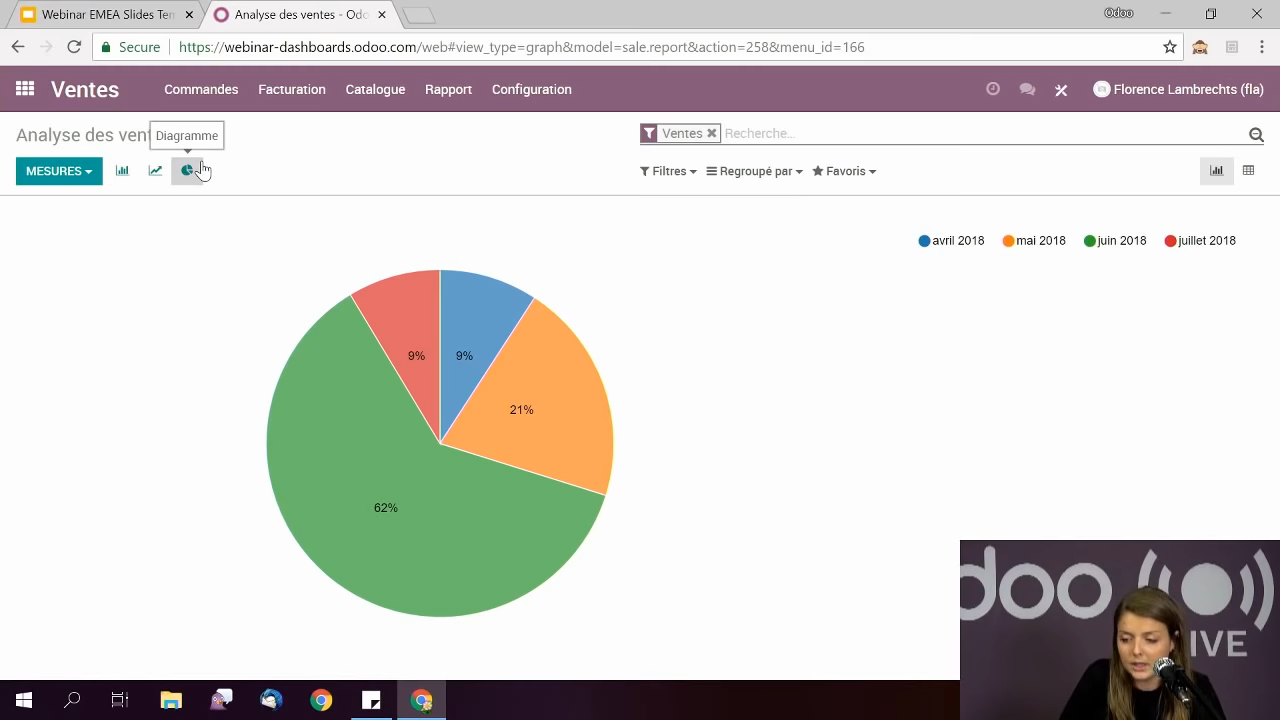 Webinar EMEA Slides Ten
Analyse des ventes - Odo
Odoo
Secure
https://webinar-dashboards.odoo.com/web#view_type=graph&model=sale.report&action=258&menu_id=166
Ventes
Commandes
Facturation
Catalogue
Rapport
Configuration
Florence Lambrechts (fla)
Analyse des vent
Diagramme
Ventes
Recherche...
MESURES
Filtres
Regroupé par
Favoris
avril 2018
mai 2018
juin 2018
juillet 2018
9%
9%
21%
62%
doo
IVE